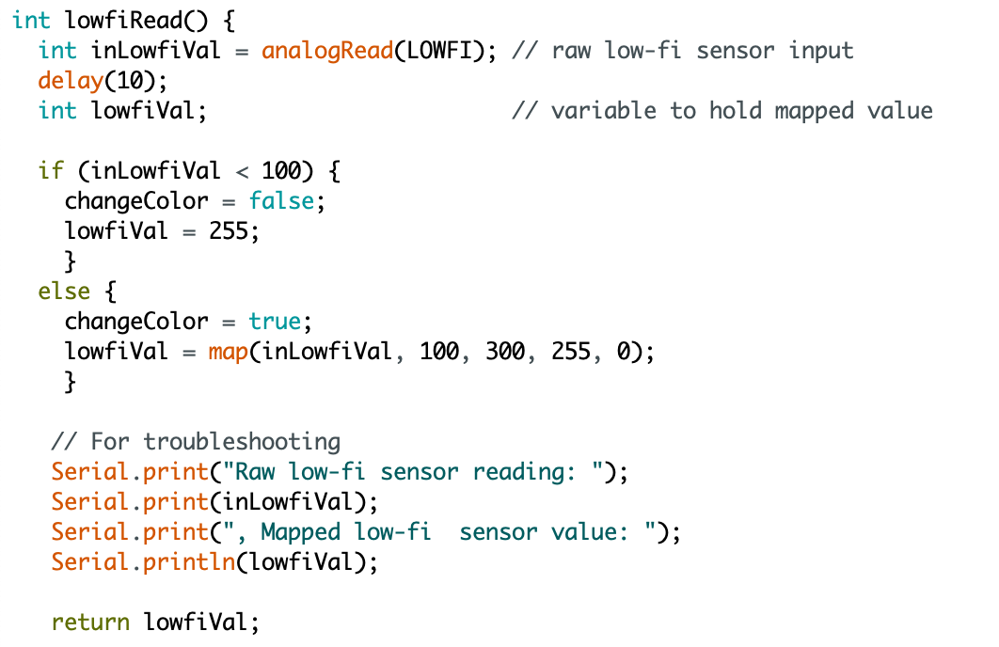 int lowfiRead() {
  int inLowfiVal = analogRead(LOWFI); // raw low-fi sensor input
  delay(10);
  int lowfiVal;                       // variable to hold mapped value

  if (inLowfiVal < 100) {
    changeColor = false;
    lowfiVal = 255;
    }
  else {
    changeColor = true;
    lowfiVal = map(inLowfiVal, 100, 300, 255, 0);
    }

   // For troubleshooting
   Serial.print("Raw low-fi sensor reading: ");
   Serial.print(inLowfiVal);
   Serial.print(", Mapped low-fi  sensor value: ");
   Serial.println(lowfiVal);

   return lowfiVal;